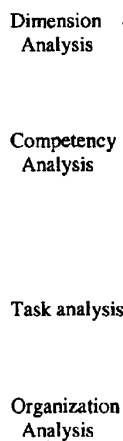 Dimension
Analysis
Competency
Analysis
Task analysis
Organization
Analysis